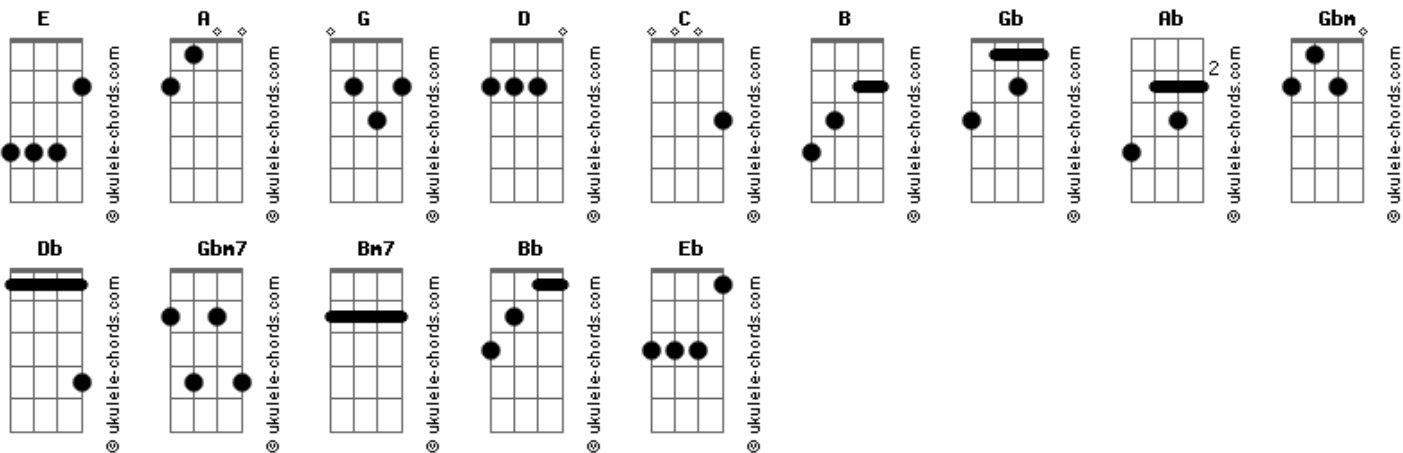 E A G D C B Gb Ab Gbm
2
© ukulele-chords.com © ukulele-chords.com © ukulele-chords.com © ukulele-chords.com © ukulele-chords.com © ukulele-chords.com © ukulele-chords.com © ukulele-chords.com © ukulele-chords.com
Db Gbm7 Bm7 Bb Eb
© ukulele-chords.com © ukulele-chords.com © ukulele-chords.com © ukulele-chords.com © ukulele-chords.com